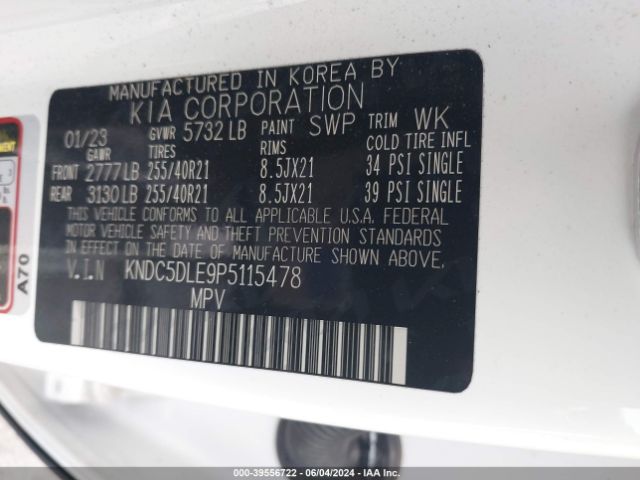 MANUFACTURED IN KOREA BY
KIA CORPORATION
01/23 GVWR 5732 LB PAINT SWP TRIM WK
GAWR TIRES RIMS COLD TIRE INFL
FRONT 2777 LB 255/40R21 8.5JX21 34 PSI SINGLE
REAR 3130 LB 255/40R21 8.5JX21 39 PSI SINGLE
THIS VEHICLE CONFORMS TO ALL APPLICABLE U.S.A. FEDERAL
MOTOR VEHICLE SAFETY AND THEFT PREVENTION STANDARDS
IN EFFECT ON THE DATE OF MANUFACTURE SHOWN ABOVE.
V.I.N KNDC5DLE9P5115478
MPV
A70
000-39556722 - 06/04/2024 - IAA Inc.